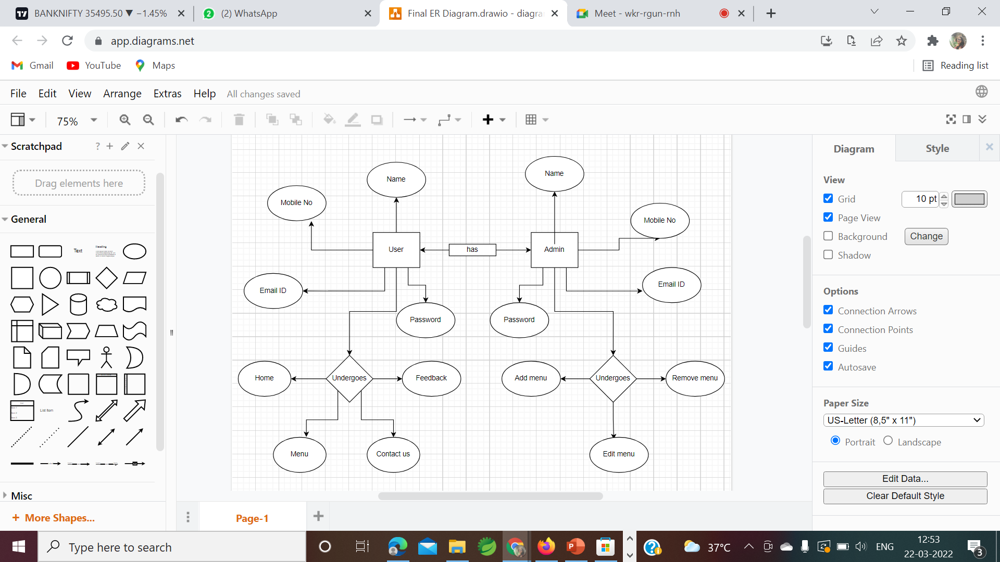 BANKNIFTY 35495.50 ▼ −1.45%
(2) WhatsApp
Final ER Diagram.drawio - diagra
Meet - wkr-rgun-rnh
app.diagrams.net
Gmail
YouTube
Maps
Reading list
File Edit View Arrange Extras Help All changes saved
75%
Scratchpad
?
Drag elements here
General
Text
Heading
List Item
Misc
+ More Shapes...
Name
Name
Mobile No
Mobile No
User
has
Admin
Email ID
Email ID
Password
Password
Home
Undergoes
Feedback
Add menu
Undergoes
Remove menu
Menu
Contact us
Edit menu
Page-1
Diagram
Style
View
Grid
10 pt
Page View
Background
Change
Shadow
Options
Connection Arrows
Connection Points
Guides
Autosave
Paper Size
US-Letter (8,5" x 11")
Portrait
Landscape
Edit Data...
Clear Default Style
Type here to search
37°C
ENG
12:53
22-03-2022
3